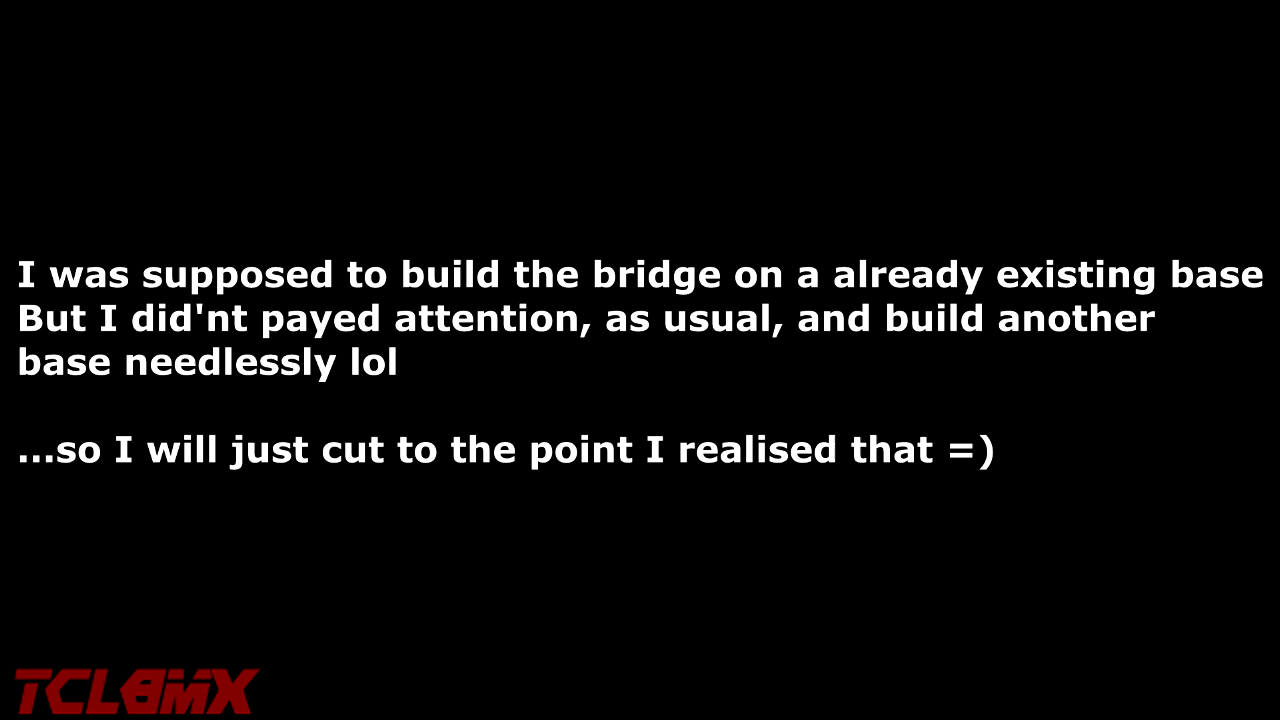 I was supposed to build the bridge on a already existing base
But I did'nt payed attention, as usual, and build another
base needlessly lol
...so I will just cut to the point I realised that =)
TCL8MX